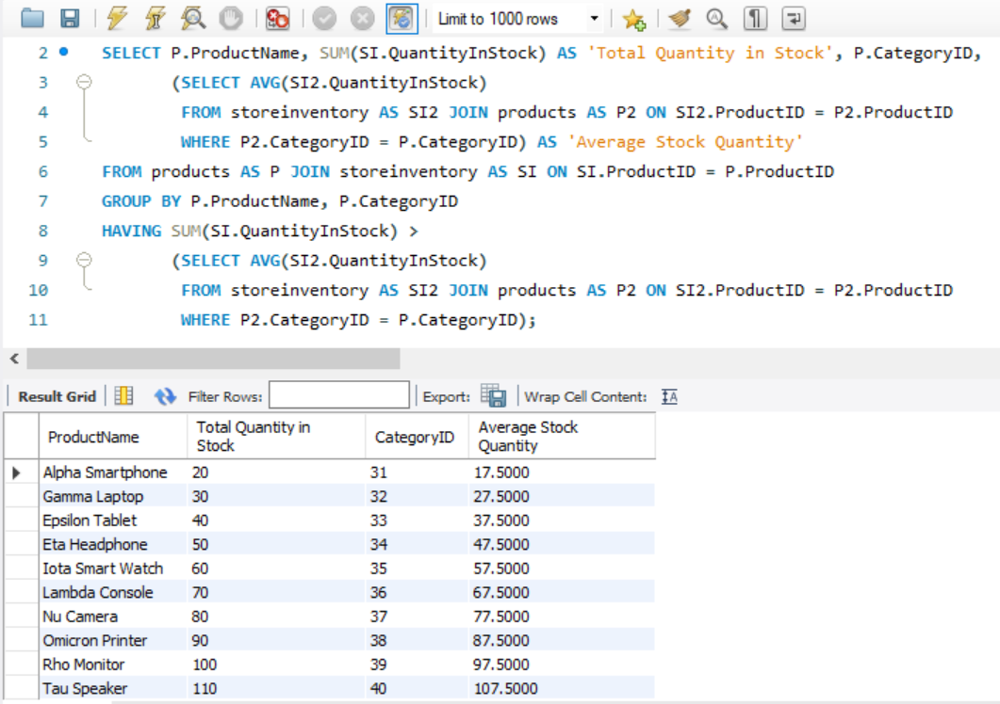 Limit to 1000 rows
2 SELECT P.ProductName, SUM(SI.QuantityInStock) AS 'Total Quantity in Stock', P.CategoryID,
3 (SELECT AVG(SI2.QuantityInStock)
4 FROM storeinventory AS SI2 JOIN products AS P2 ON SI2.ProductID = P2.ProductID
5 WHERE P2.CategoryID = P.CategoryID) AS 'Average Stock Quantity'
6 FROM products AS P JOIN storeinventory AS SI ON SI.ProductID = P.ProductID
7 GROUP BY P.ProductName, P.CategoryID
8 HAVING SUM(SI.QuantityInStock) >
9 (SELECT AVG(SI2.QuantityInStock)
10 FROM storeinventory AS SI2 JOIN products AS P2 ON SI2.ProductID = P2.ProductID
11 WHERE P2.CategoryID = P.CategoryID);
Result Grid Filter Rows: Export: Wrap Cell Content: IA
ProductName Total Quantity in Stock CategoryID Average Stock Quantity
Alpha Smartphone 20 31 17.5000
Gamma Laptop 30 32 27.5000
Epsilon Tablet 40 33 37.5000
Eta Headphone 50 34 47.5000
Iota Smart Watch 60 35 57.5000
Lambda Console 70 36 67.5000
Nu Camera 80 37 77.5000
Omicron Printer 90 38 87.5000
Rho Monitor 100 39 97.5000
Tau Speaker 110 40 107.5000